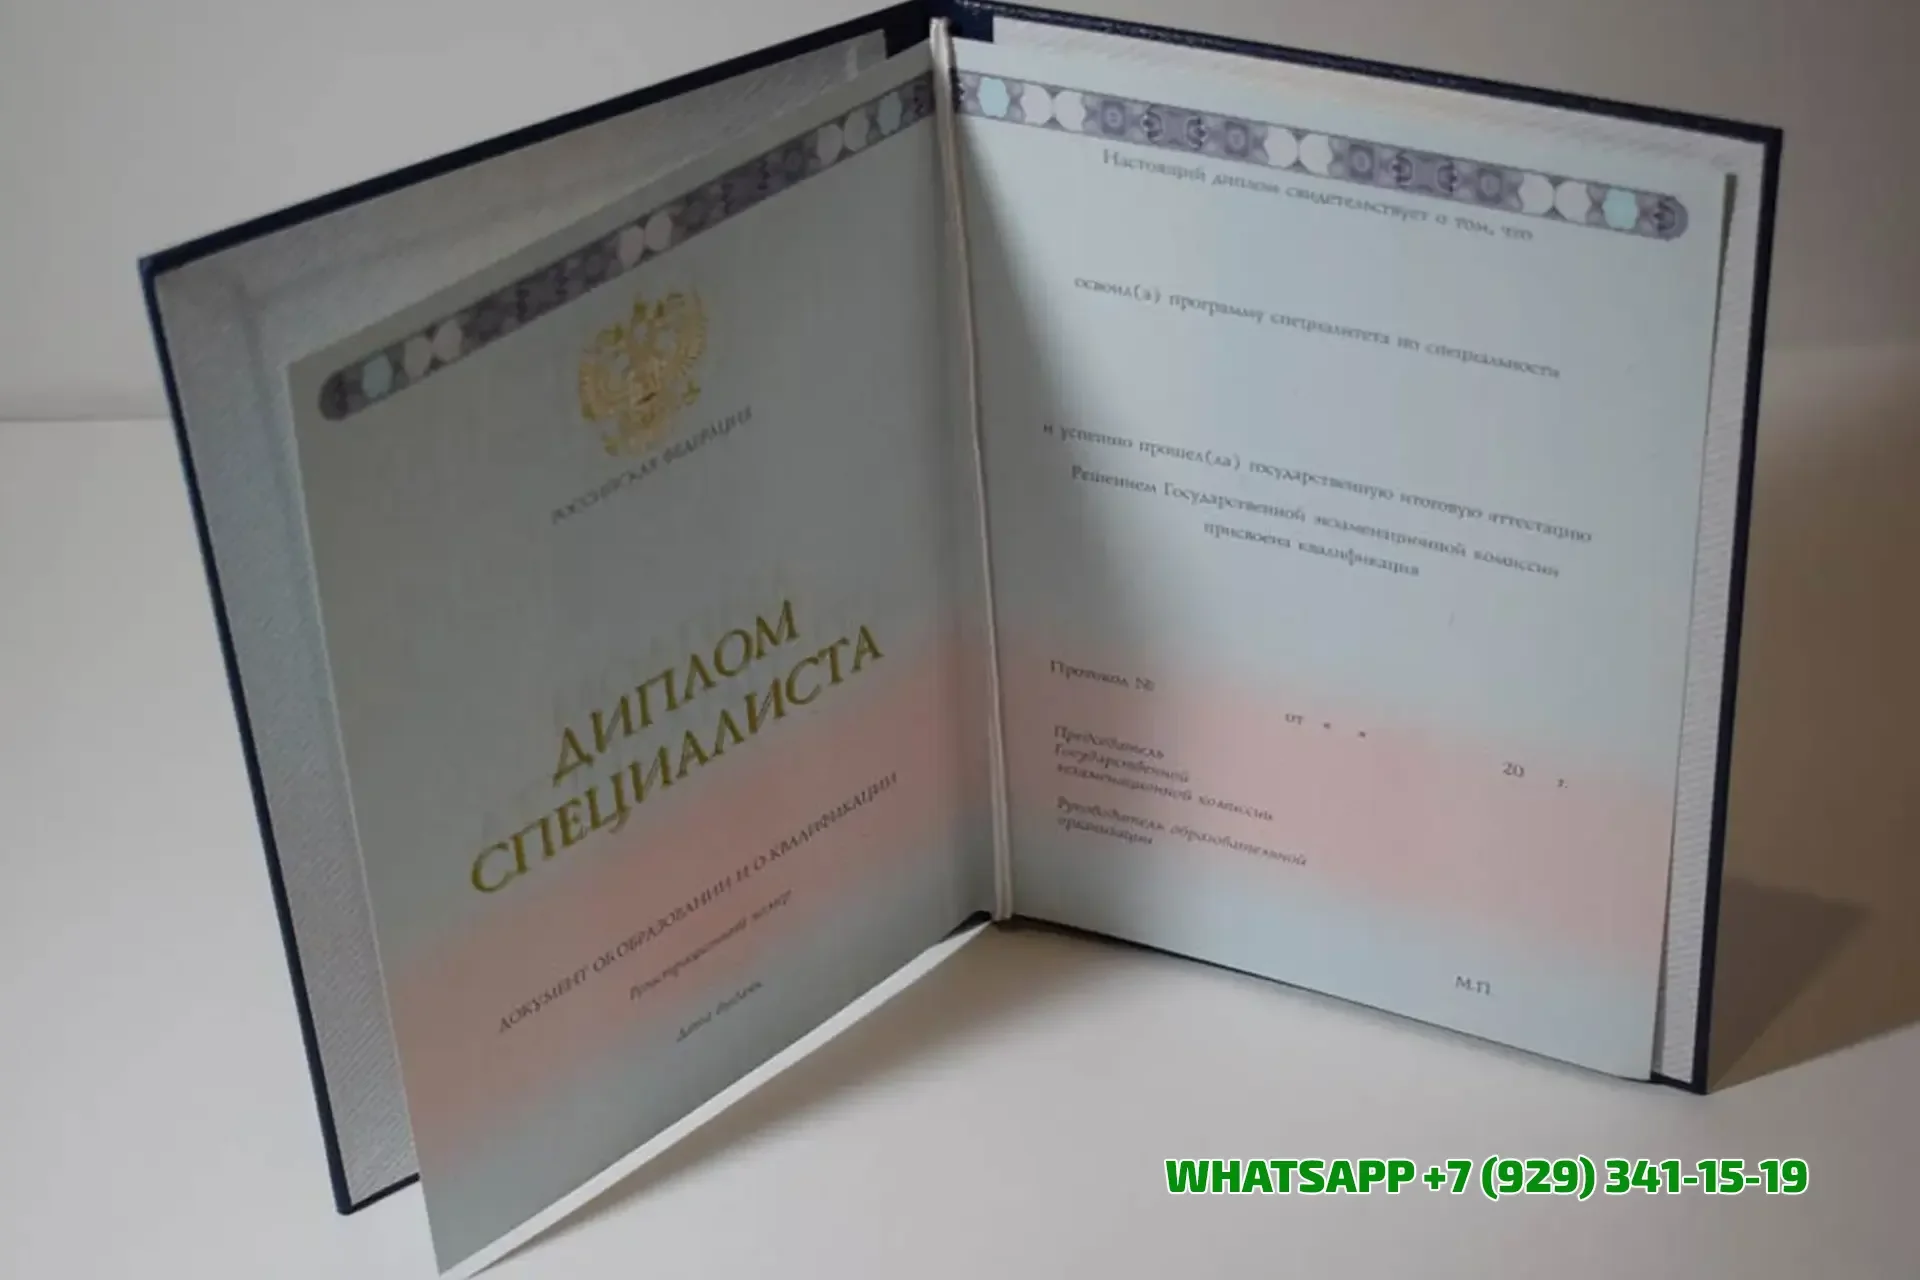 РОССИЙСКАЯ ФЕДЕРАЦИЯ
ДИПЛОМ
СПЕЦИАЛИСТА
ДОКУМЕНТ ОБ ОБРАЗОВАНИИ И О КВАЛИФИКАЦИИ
Регистрационный номер
Дата выдачи
Настоящий диплом свидетельствует о том, что
освоил(а) программу специалитета по специальности
и успешно прошел(ла) государственную итоговую аттестацию
Решением Государственной экзаменационной комиссии
присвоена квалификация
Протокол №
от « » 20 г.
Председатель
Государственной
экзаменационной комиссии
Руководитель образовательной
организации
М.П.
WHATSAPP +7 (929) 341-15-19